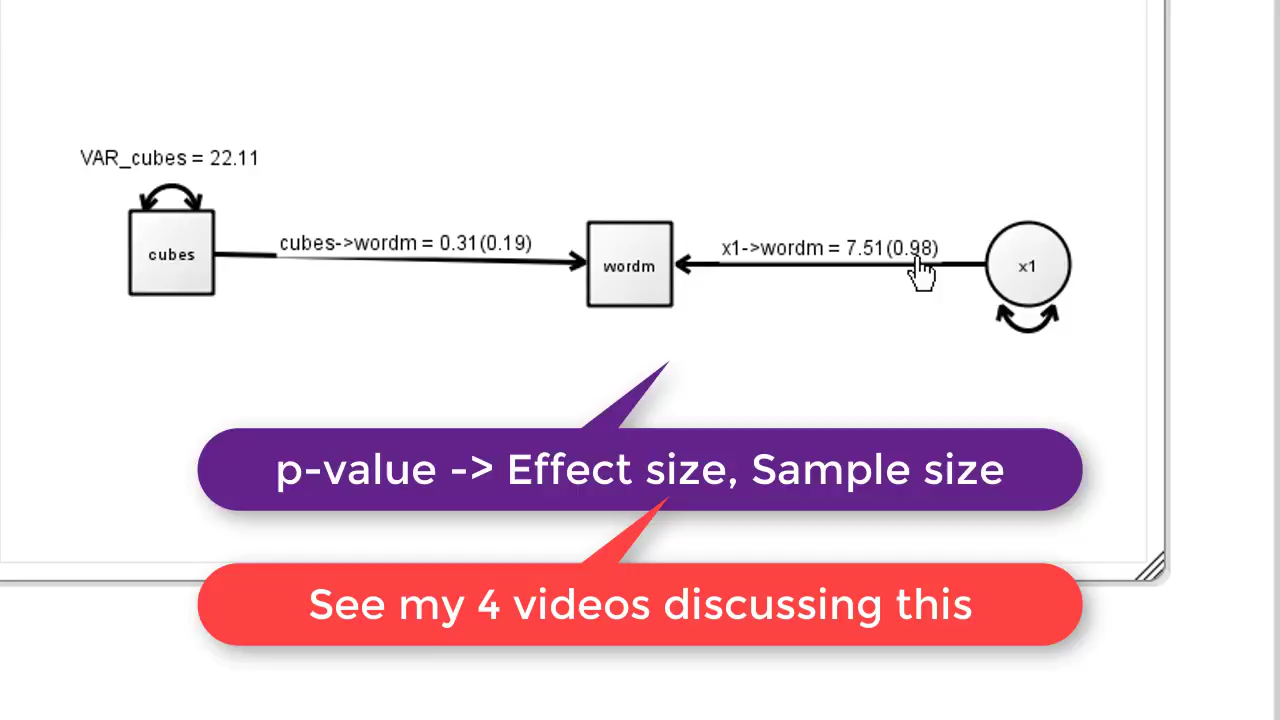 VAR_cubes = 22.11
cubes
cubes->wordm = 0.31(0.19)
wordm
x1->wordm = 7.51(0.98)
x1
p-value -> Effect size, Sample size
See my 4 videos discussing this